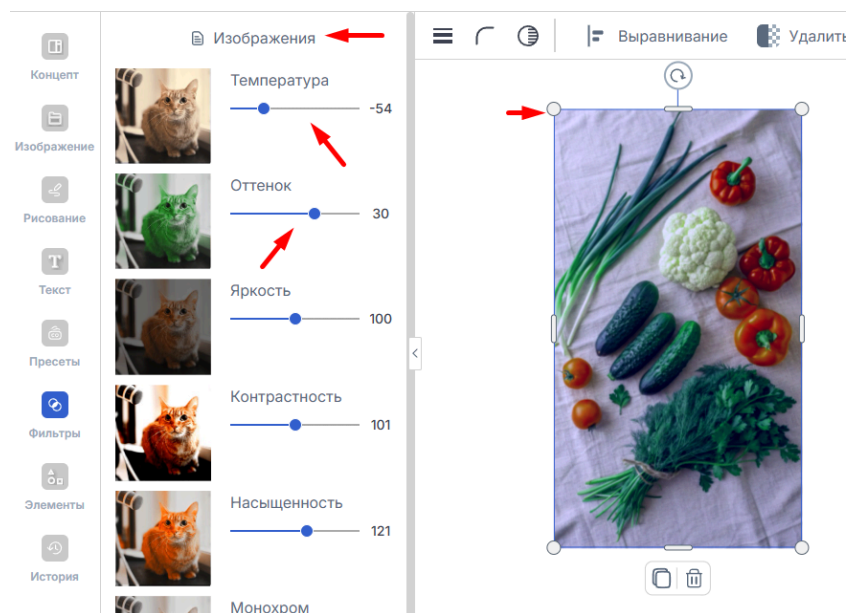 Концепт
Изображение
Рисование
Текст
Пресеты
Фильтры
Элементы
История
Изображения
Температура
-54
Оттенок
30
Яркость
100
Контрастность
101
Насыщенность
121
Монохром
Выравнивание
Удалить